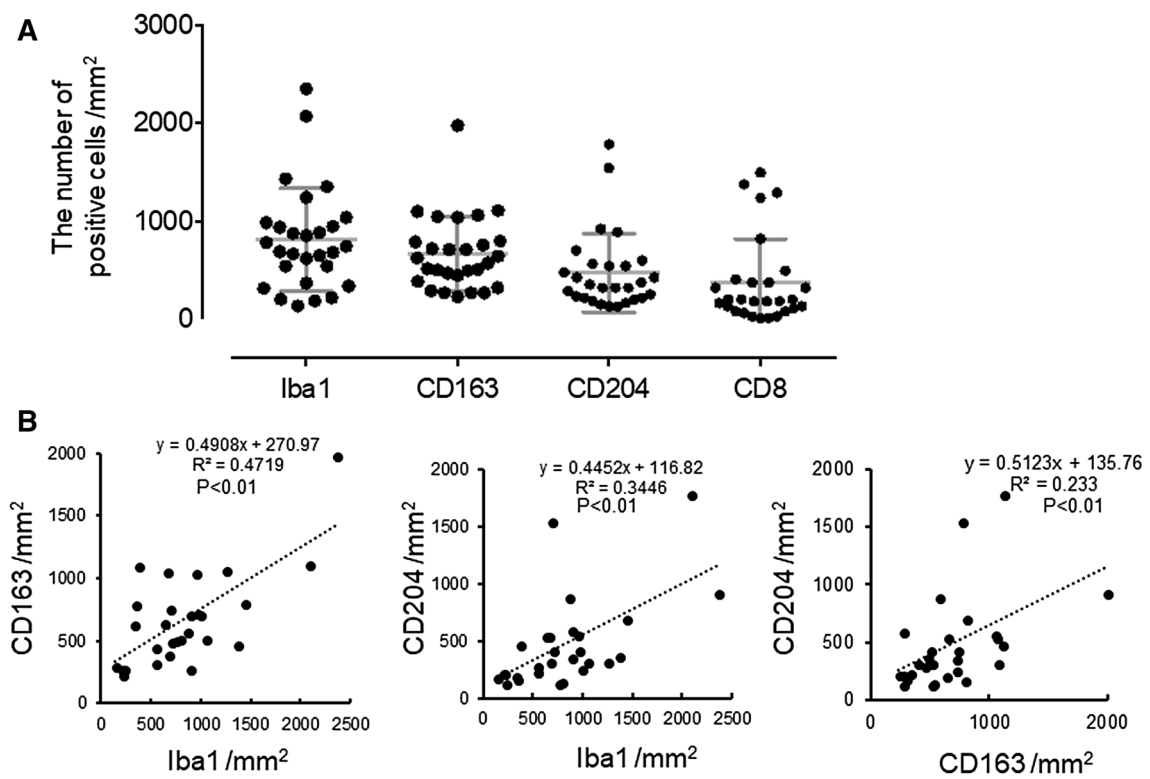 A
The number of
positive cells /mm²
3000
2000
1000
0
Iba1 CD163 CD204 CD8
B
y = 0.4908x + 270.97
R² = 0.4719
P<0.01
CD163 /mm²
2000
1500
1000
500
0
0 500 1000 1500 2000 2500
Iba1 /mm²
y = 0.4452x + 116.82
R² = 0.3446
P<0.01
CD204 /mm²
2000
1500
1000
500
0
0 500 1000 1500 2000 2500
Iba1 /mm²
y = 0.5123x + 135.76
R² = 0.233
P<0.01
CD204 /mm²
2000
1500
1000
500
0
0 1000 2000
CD163 /mm²